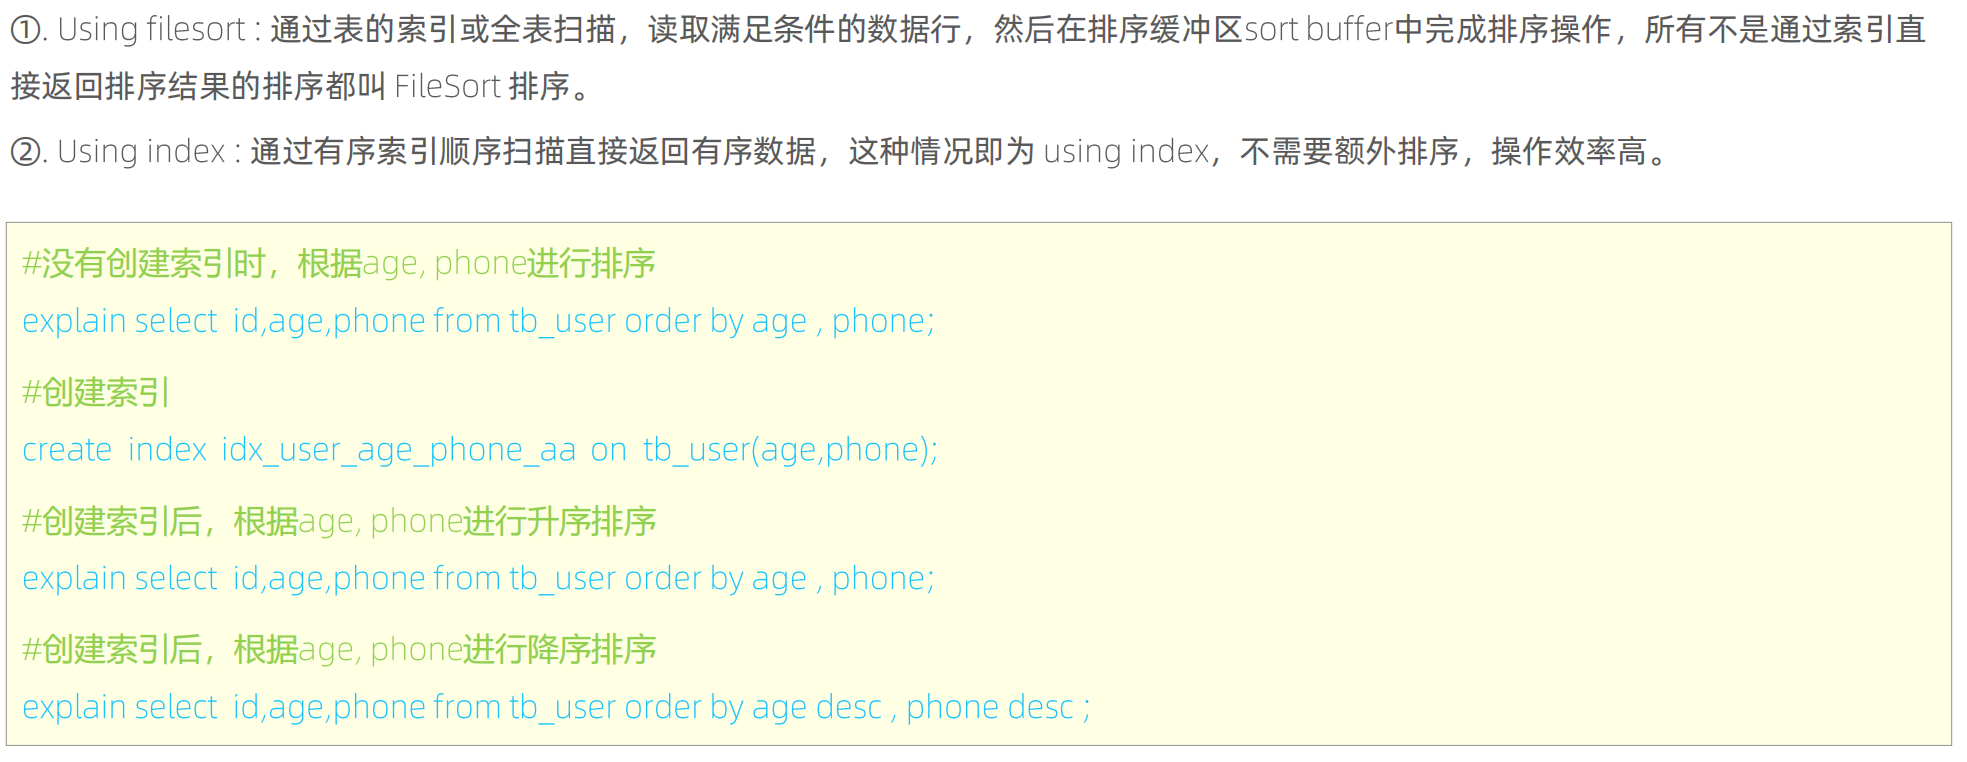 ①. Using filesort : 通过表的索引或全表扫描，读取满足条件的数据行，然后在排序缓冲区sort buffer中完成排序操作，所有不是通过索引直
接返回排序结果的排序都叫 FileSort 排序。
②. Using index : 通过有序索引顺序扫描直接返回有序数据，这种情况即为 using index，不需要额外排序，操作效率高。
#没有创建索引时，根据age, phone进行排序
explain select  id,age,phone from tb_user order by age , phone;
#创建索引
create  index  idx_user_age_phone_aa  on  tb_user(age,phone);
#创建索引后，根据age, phone进行升序排序
explain select  id,age,phone from tb_user order by age , phone;
#创建索引后，根据age, phone进行降序排序
explain select  id,age,phone from tb_user order by age desc , phone desc ;